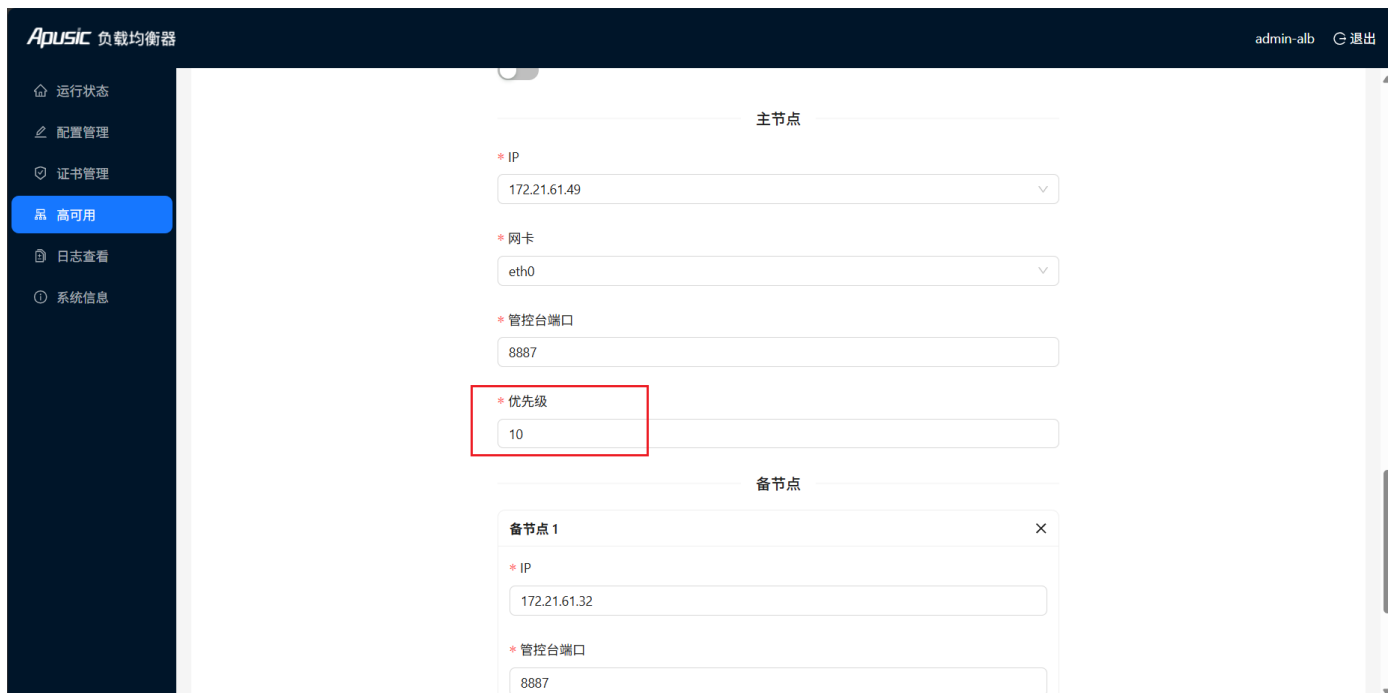 Apusic 负载均衡器
admin-alb 退出
运行状态
配置管理
证书管理
高可用
日志查看
系统信息
主节点
* IP
172.21.61.49
* 网卡
eth0
* 管控台端口
8887
* 优先级
10
备节点
备节点 1
* IP
172.21.61.32
* 管控台端口
8887